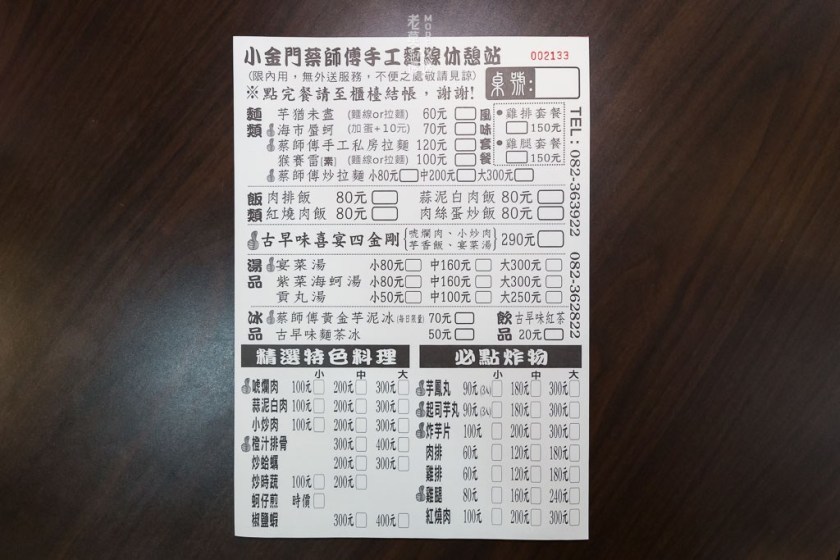 小金門蔡師傅手工麵線休憩站
002133
(限內用，無外送服務，不便之處敬請見諒)
※點完餐請至櫃檯結帳，謝謝!
桌號:
TEL: 082-363922 082-362822
麵類
芋猶未盡 (麵線or拉麵) 60元
海市蜃蚵 (加蛋+10元) 70元
蔡師傅手工私房拉麵 120元
猴賽雷[素] (麵線or拉麵) 100元
蔡師傅炒拉麵 小80元 中200元 大300元
風味套餐
•雞排套餐
150元
•雞腿套餐
150元
飯類
肉排飯 80元 蒜泥白肉飯 80元
紅燒肉飯 80元 肉絲蛋炒飯 80元
古早味喜宴四金剛 {唬爛肉、小炒肉 芋香飯、宴菜湯} 290元
湯品
宴菜湯 小80元 中160元 大300元
紫菜海蚵湯 小80元 中160元 大300元
貢丸湯 小50元 中100元 大250元
冰品
蔡師傅黃金芋泥冰(每日限量) 70元
古早味麵茶冰 50元
飲品
古早味紅茶
20元
精選特色料理
小 中 大
唬爛肉 100元 200元 300元
蒜泥白肉 100元 200元 300元
小炒肉 100元 200元 300元
橙汁排骨 300元 400元
炒蛤蠣 200元 300元
炒時蔬 100元 200元
蚵仔煎 時價
椒鹽蝦 300元 400元
必點炸物
小 中 大
芋鳳丸 90元 180元 300元
起司芋丸 90元 180元 300元
炸芋片 100元 200元 300元
肉排 60元 120元 180元
雞排 60元 120元 180元
雞腿 80元 160元 240元
紅燒肉 100元 200元 300元